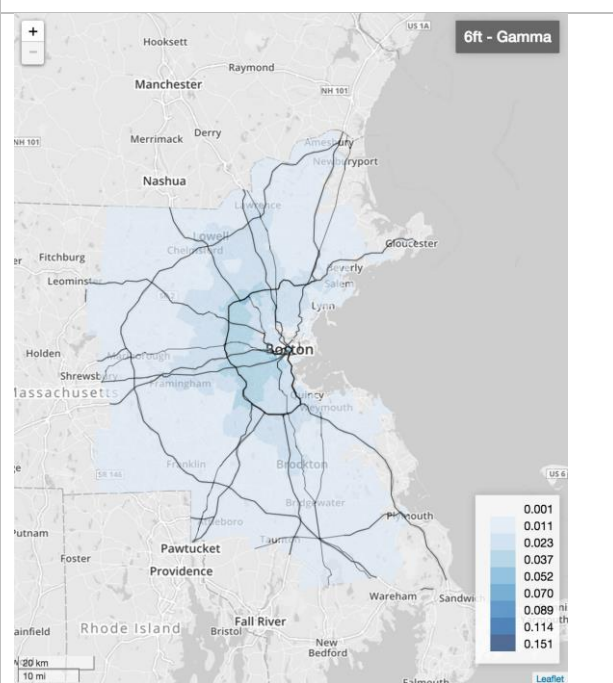 +
−
US 1A
6ft - Gamma
Hooksett
Raymond
Manchester
NH 101
NH 101
Merrimack
Derry
Amesbury
Newburyport
Nashua
Lawrence
Lowell
Chelmsford
Gloucester
Fitchburg
Beverly
Leominster
Salem
Lynn
Holden
Marlborough
Boston
Shrewsbury
Framingham
Massachusetts
Quincy
Weymouth
Franklin
Brockton
SR 146
US 6
Bridgewater
Plymouth
Attleboro
Putnam
Taunton
Pawtucket
Foster
Providence
Wareham
Sandwich
Fall River
Rhode Island
Bristol
New
Bedford
Falmouth
0.001
0.011
0.023
0.037
0.052
0.070
0.089
0.114
0.151
20 km
10 mi
Leaflet